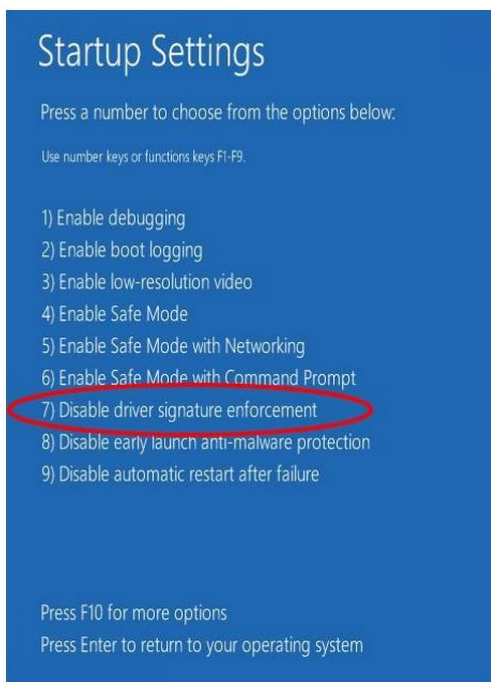 Startup Settings
Press a number to choose from the options below:
Use number keys or functions keys F1-F9.
1) Enable debugging
2) Enable boot logging
3) Enable low-resolution video
4) Enable Safe Mode
5) Enable Safe Mode with Networking
6) Enable Safe Mode with Command Prompt
7) Disable driver signature enforcement
8) Disable early launch anti-malware protection
9) Disable automatic restart after failure
Press F10 for more options
Press Enter to return to your operating system